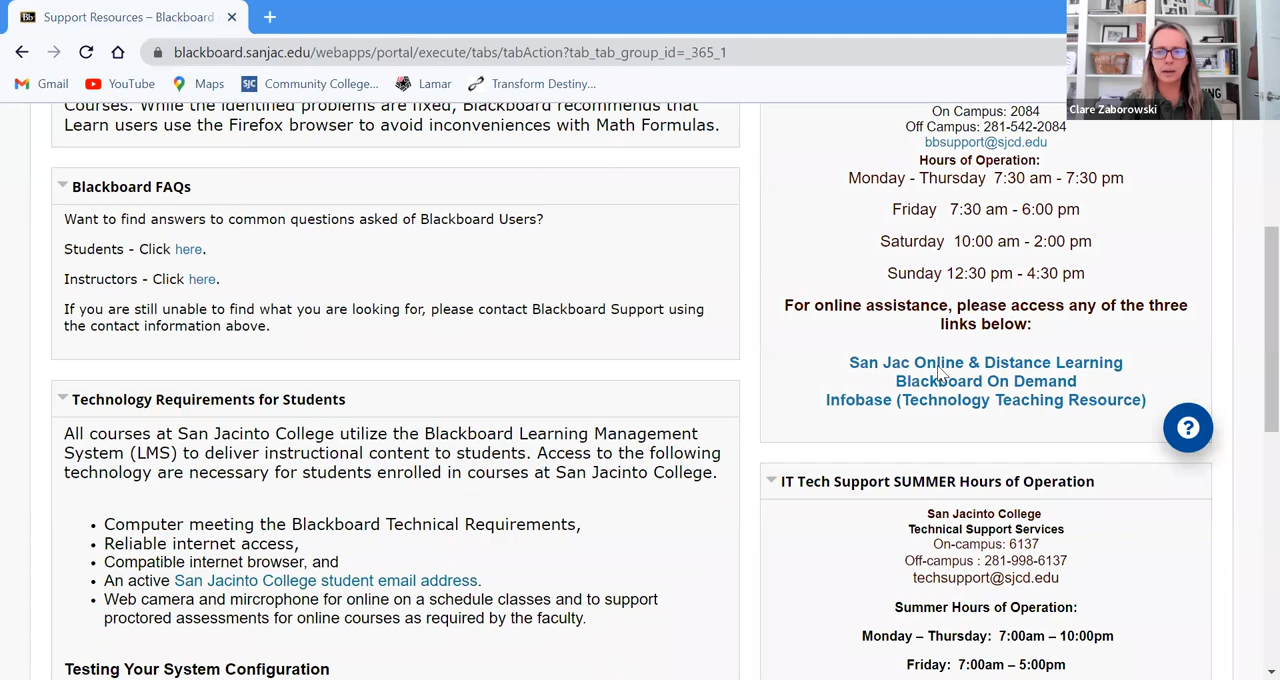 Support Resources – Blackboard
blackboard.sanjac.edu/webapps/portal/execute/tabs/tabAction?tab_tab_group_id=_365_1
Gmail
YouTube
Maps
SJC
Community College...
Lamar
Transform Destiny...
Clare Zaborowski
Courses. While the identified problems are fixed, Blackboard recommends that
Learn users use the Firefox browser to avoid inconveniences with Math Formulas.
Blackboard FAQs
Want to find answers to common questions asked of Blackboard Users?
Students - Click here.
Instructors - Click here.
If you are still unable to find what you are looking for, please contact Blackboard Support using
the contact information above.
Technology Requirements for Students
All courses at San Jacinto College utilize the Blackboard Learning Management
System (LMS) to deliver instructional content to students. Access to the following
technology are necessary for students enrolled in courses at San Jacinto College.
• Computer meeting the Blackboard Technical Requirements,
• Reliable internet access,
• Compatible internet browser, and
• An active San Jacinto College student email address.
• Web camera and mircrophone for online on a schedule classes and to support
proctored assessments for online courses as required by the faculty.
Testing Your System Configuration
On Campus: 2084
Off Campus: 281-542-2084
bbsupport@sjcd.edu
Hours of Operation:
Monday - Thursday 7:30 am - 7:30 pm
Friday 7:30 am - 6:00 pm
Saturday 10:00 am - 2:00 pm
Sunday 12:30 pm - 4:30 pm
For online assistance, please access any of the three
links below:
San Jac Online & Distance Learning
Blackboard On Demand
Infobase (Technology Teaching Resource)
IT Tech Support SUMMER Hours of Operation
San Jacinto College
Technical Support Services
On-campus: 6137
Off-campus : 281-998-6137
techsupport@sjcd.edu
Summer Hours of Operation:
Monday – Thursday: 7:00am – 10:00pm
Friday: 7:00am – 5:00pm